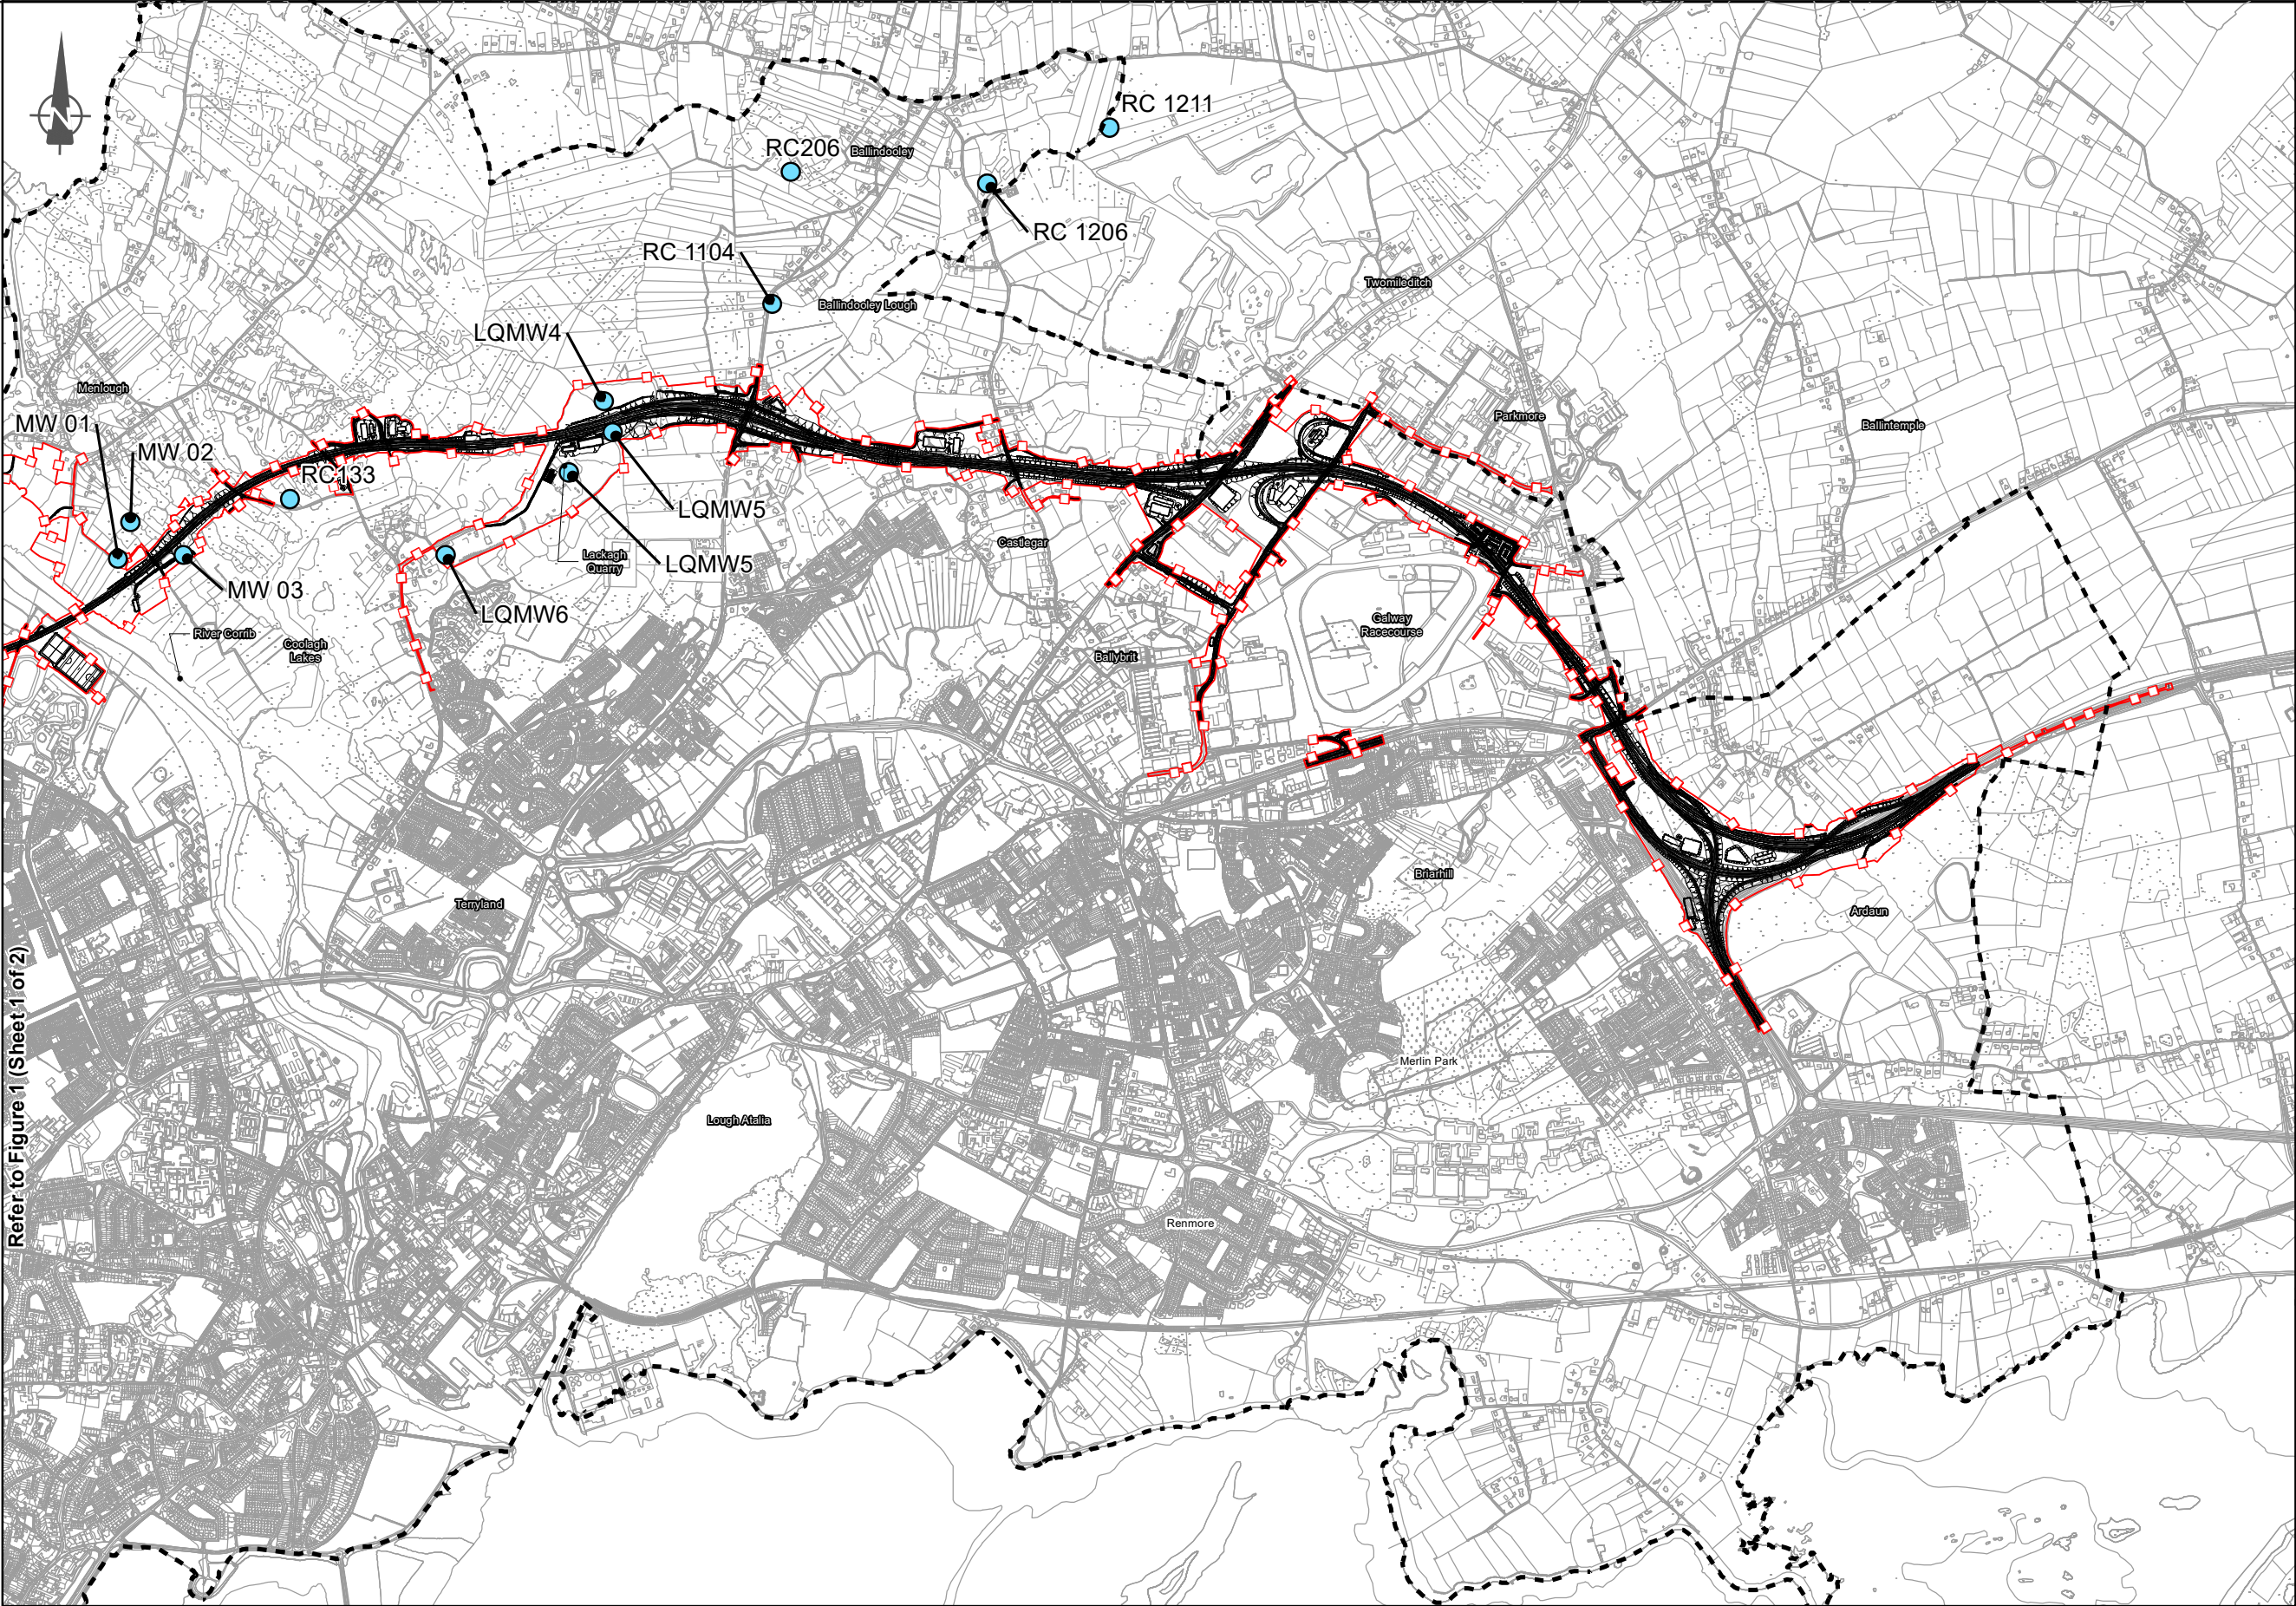 N
RC 1211
RC206
Ballindooley
RC 1206
RC 1104
Twomileditch
Ballindooley Lough
LQMW4
Menlough
Parkmore
MW 01
Ballintemple
MW 02
RC133
LQMW5
Castlegar
Lackagh
Quarry
LQMW5
MW 03
LQMW6
Galway
Racecourse
River Corrib
Coolagh
Lakes
Ballybrit
Briarhill
Terryland
Ardaun
Refer to Figure 1 (Sheet 1 of 2)
Merlin Park
Lough Atalia
Renmore